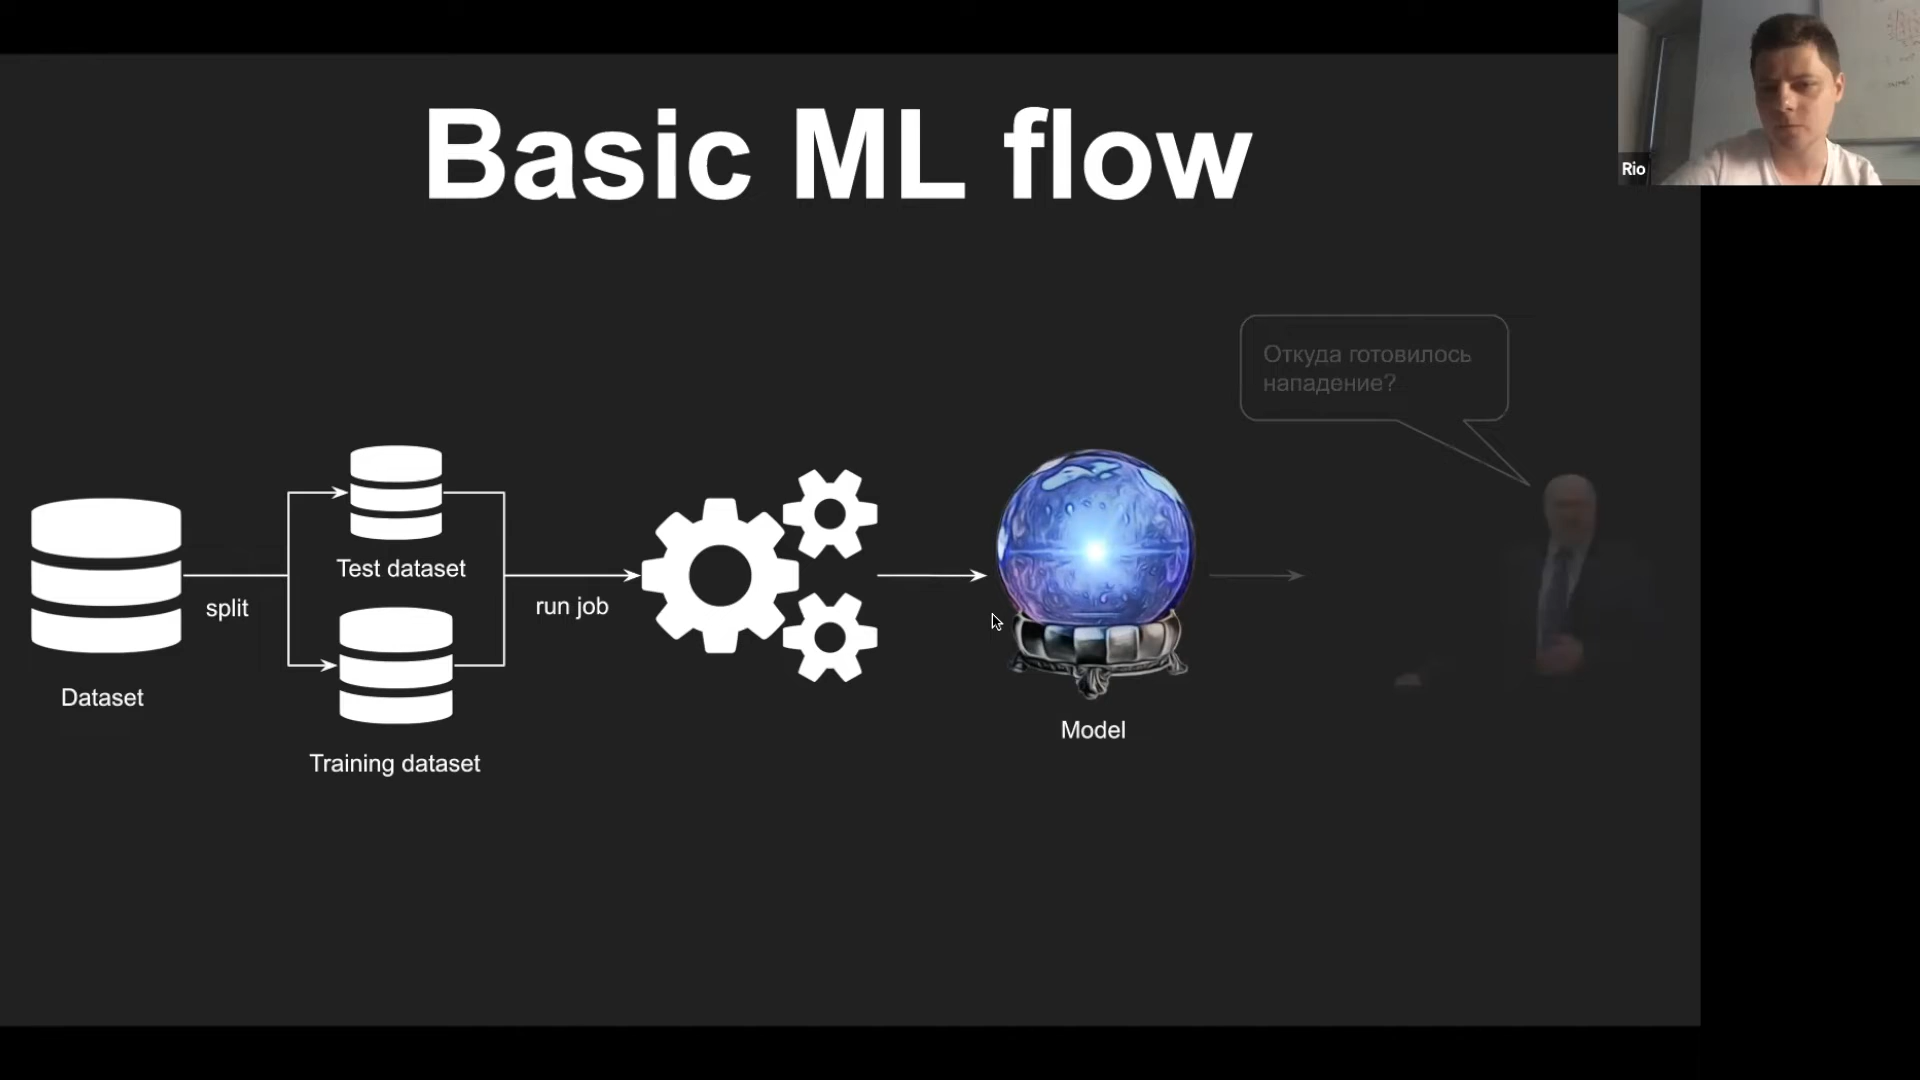 Basic ML flow
Rio
Откуда готовилось
нападение?
Test dataset
split
run job
Dataset
Model
Training dataset